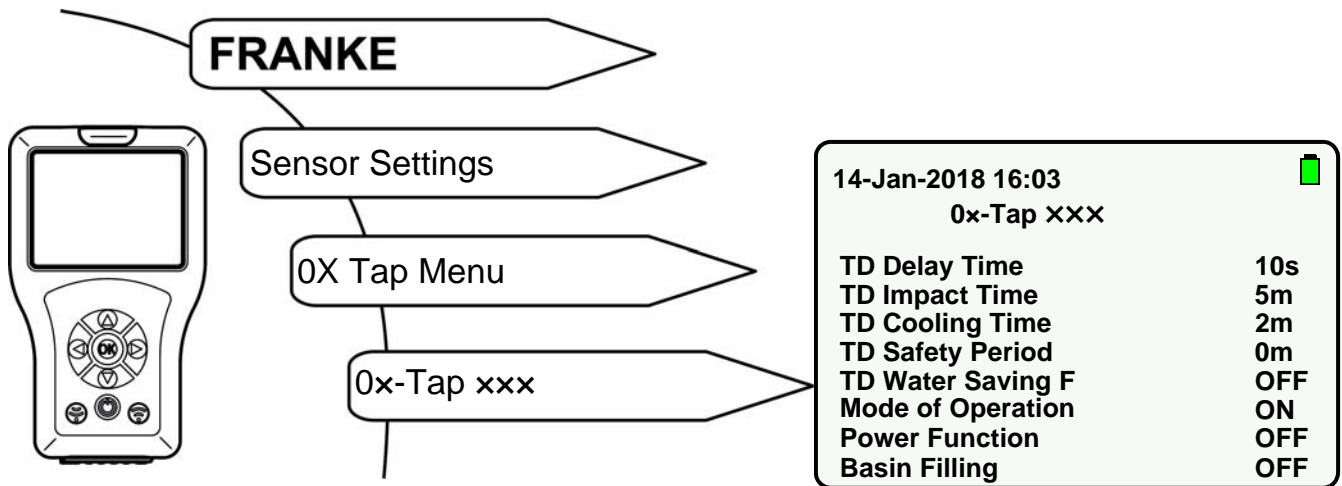 FRANKE
Sensor Settings
0X Tap Menu
0×-Tap ×××
OK
14-Jan-2018 16:03
0×-Tap ×××
TD Delay Time 10s
TD Impact Time 5m
TD Cooling Time 2m
TD Safety Period 0m
TD Water Saving F OFF
Mode of Operation ON
Power Function OFF
Basin Filling OFF